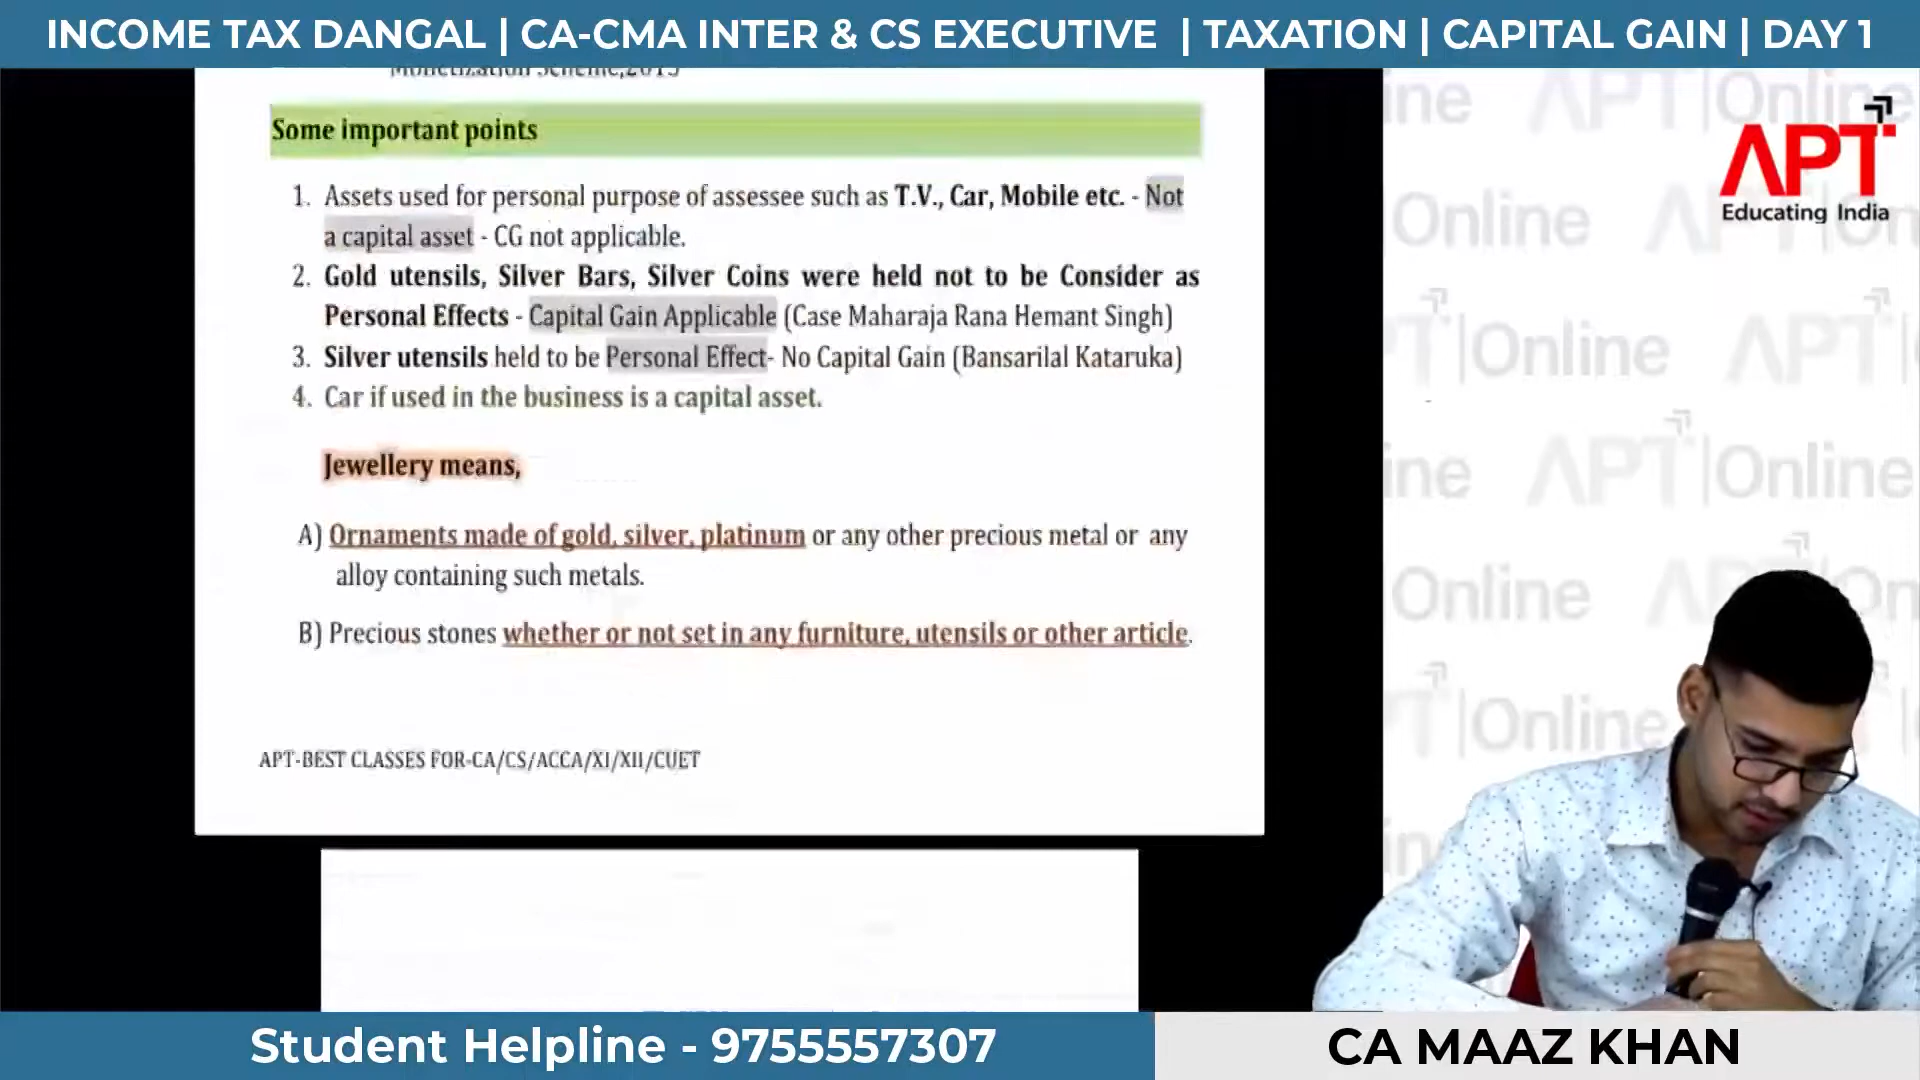 INCOME TAX DANGAL | CA-CMA INTER & CS EXECUTIVE | TAXATION | CAPITAL GAIN | DAY 1
Monetization Scheme,2015
Some important points
1. Assets used for personal purpose of assessee such as T.V., Car, Mobile etc. - Not
a capital asset - CG not applicable.
2. Gold utensils, Silver Bars, Silver Coins were held not to be Consider as
Personal Effects - Capital Gain Applicable (Case Maharaja Rana Hemant Singh)
3. Silver utensils held to be Personal Effect- No Capital Gain (Bansarilal Kataruka)
4. Car if used in the business is a capital asset.
Jewellery means,
A) Ornaments made of gold, silver, platinum or any other precious metal or any
alloy containing such metals.
B) Precious stones whether or not set in any furniture, utensils or other article.
APT-BEST CLASSES FOR-CA/CS/ACCA/XI/XII/CUET
APT
Educating India
APT|Online
Student Helpline - 9755557307
CA MAAZ KHAN